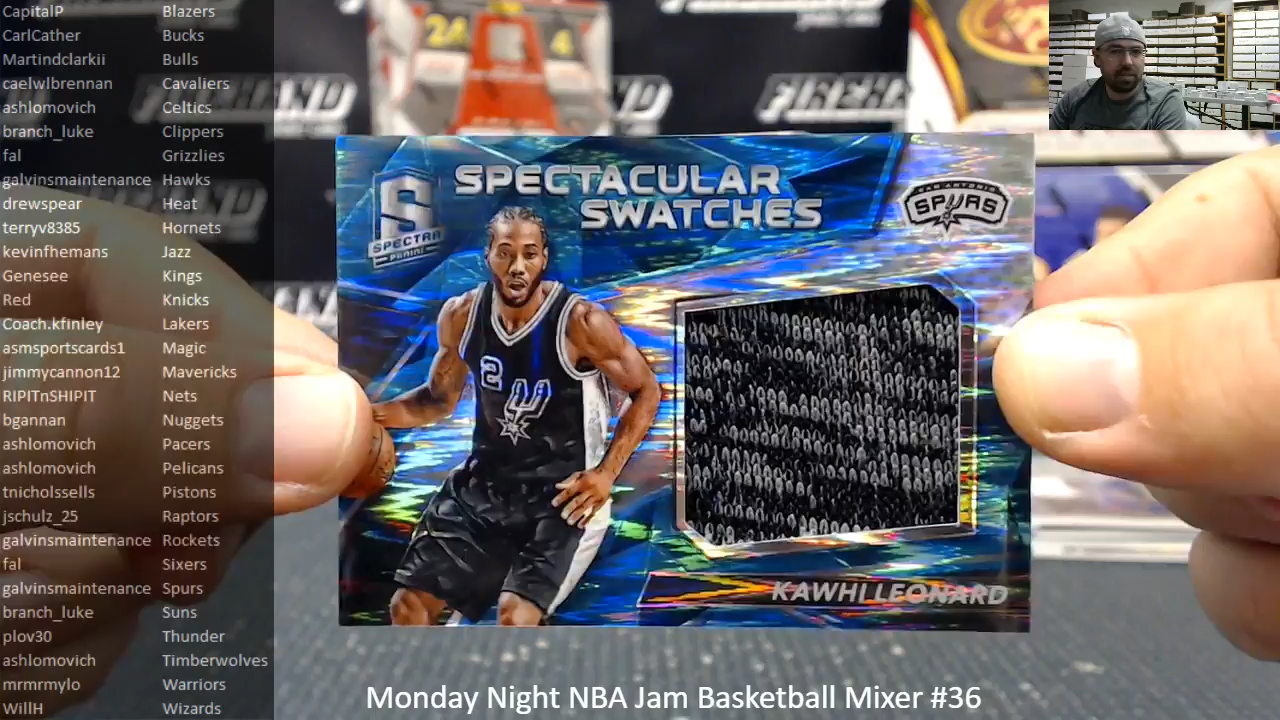 CapitalP Blazers
CarlCather Bucks
Martindclarkii Bulls
caelwlbrennan Cavaliers
ashlomovich Celtics
branch_luke Clippers
fal Grizzlies
galvinsmaintenance Hawks
drewspear Heat
terryv8385 Hornets
kevinfhemans Jazz
Genesee Kings
Red Knicks
Coach.kfinley Lakers
asmsportscards1 Magic
jimmycannon12 Mavericks
RIPITnSHIPIT Nets
bgannan Nuggets
ashlomovich Pacers
ashlomovich Pelicans
tnicholssells Pistons
jschulz_25 Raptors
galvinsmaintenance Rockets
fal Sixers
galvinsmaintenance Spurs
branch_luke Suns
plov30 Thunder
ashlomovich Timberwolves
mrmrmylo Warriors
WillH Wizards
FIREHAND
24
4
SPECTACULAR
SWATCHES
S
SPECTRA
PANINI
SAN ANTONIO
SPURS
2
KAWHI LEONARD
Monday Night NBA Jam Basketball Mixer #36